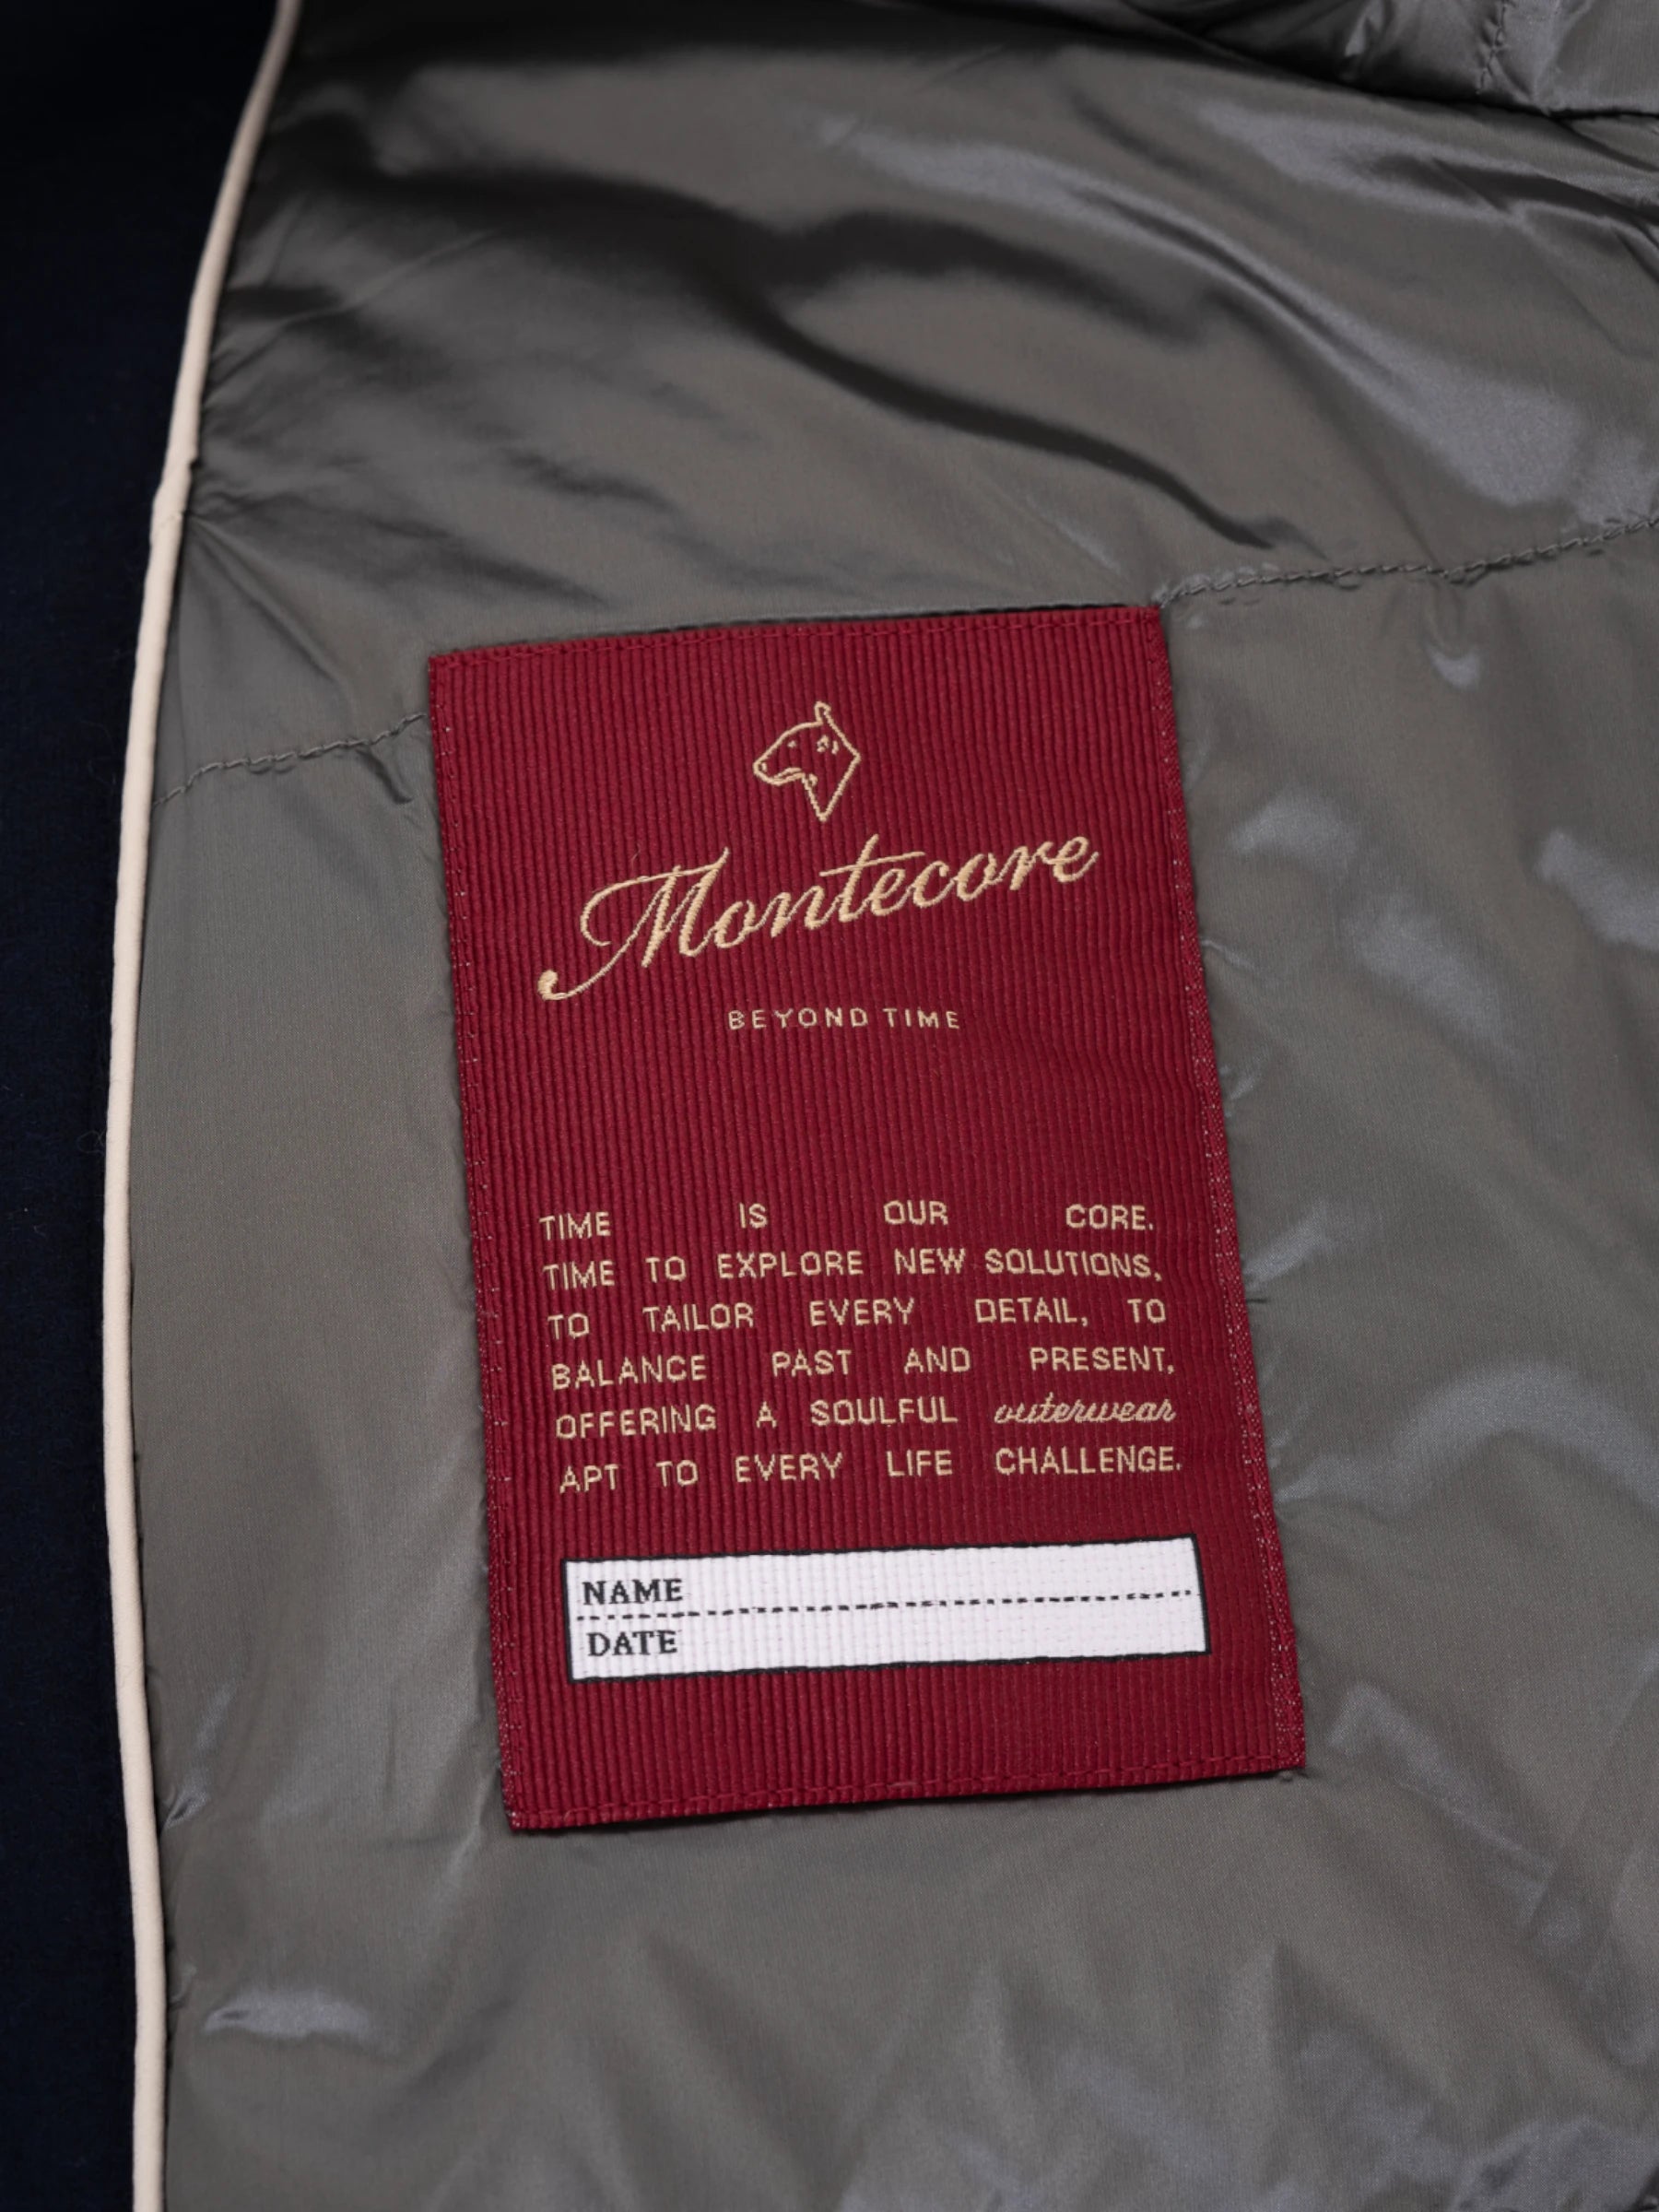 Montecore
BEYOND TIME
TIME IS OUR CORE.
TIME TO EXPLORE NEW SOLUTIONS,
TO TAILOR EVERY DETAIL, TO
BALANCE PAST AND PRESENT,
OFFERING A SOULFUL outerwear
APT TO EVERY LIFE CHALLENGE.
NAME
DATE